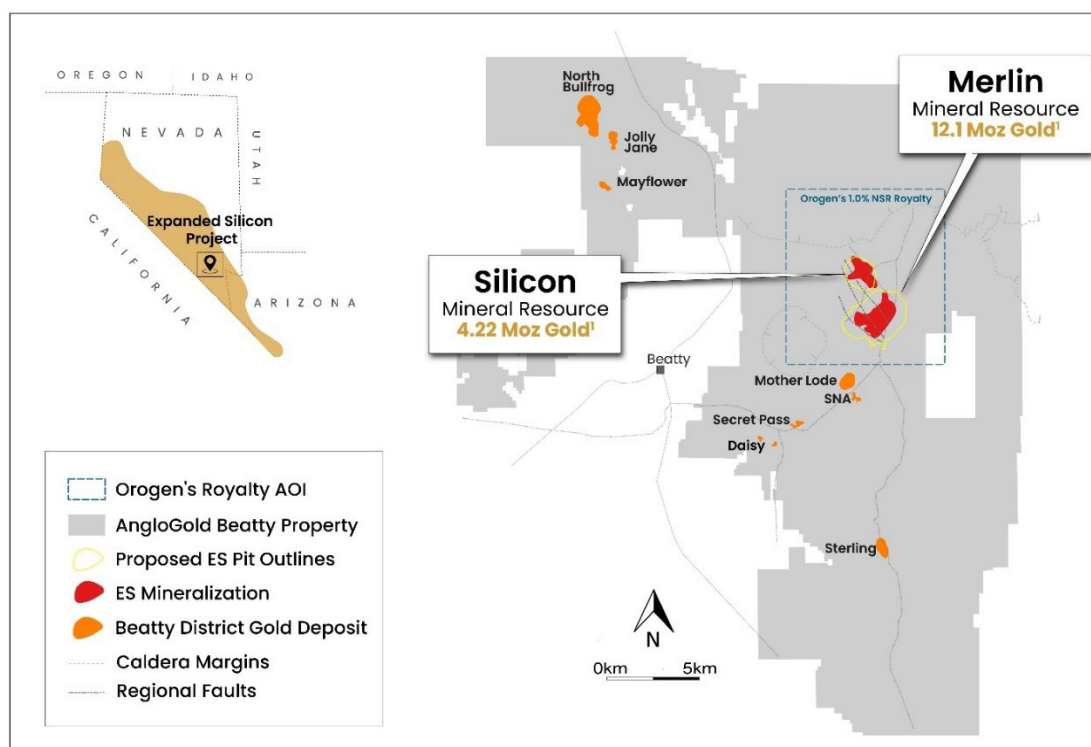 OREGON
IDAHO
NEVADA
UTAH
CALIFORNIA
ARIZONA
Expanded Silicon
Project
North
Bullfrog
Jolly
Jane
Mayflower
Merlin
Mineral Resource
12.1 Moz Gold¹
Orogen's 1.0% NSR Royalty
Silicon
Mineral Resource
4.22 Moz Gold¹
Beatty
Mother Lode
SNA
Secret Pass
Daisy
Sterling
Orogen's Royalty AOI
AngloGold Beatty Property
Proposed ES Pit Outlines
ES Mineralization
Beatty District Gold Deposit
Caldera Margins
Regional Faults
N
0km 5km